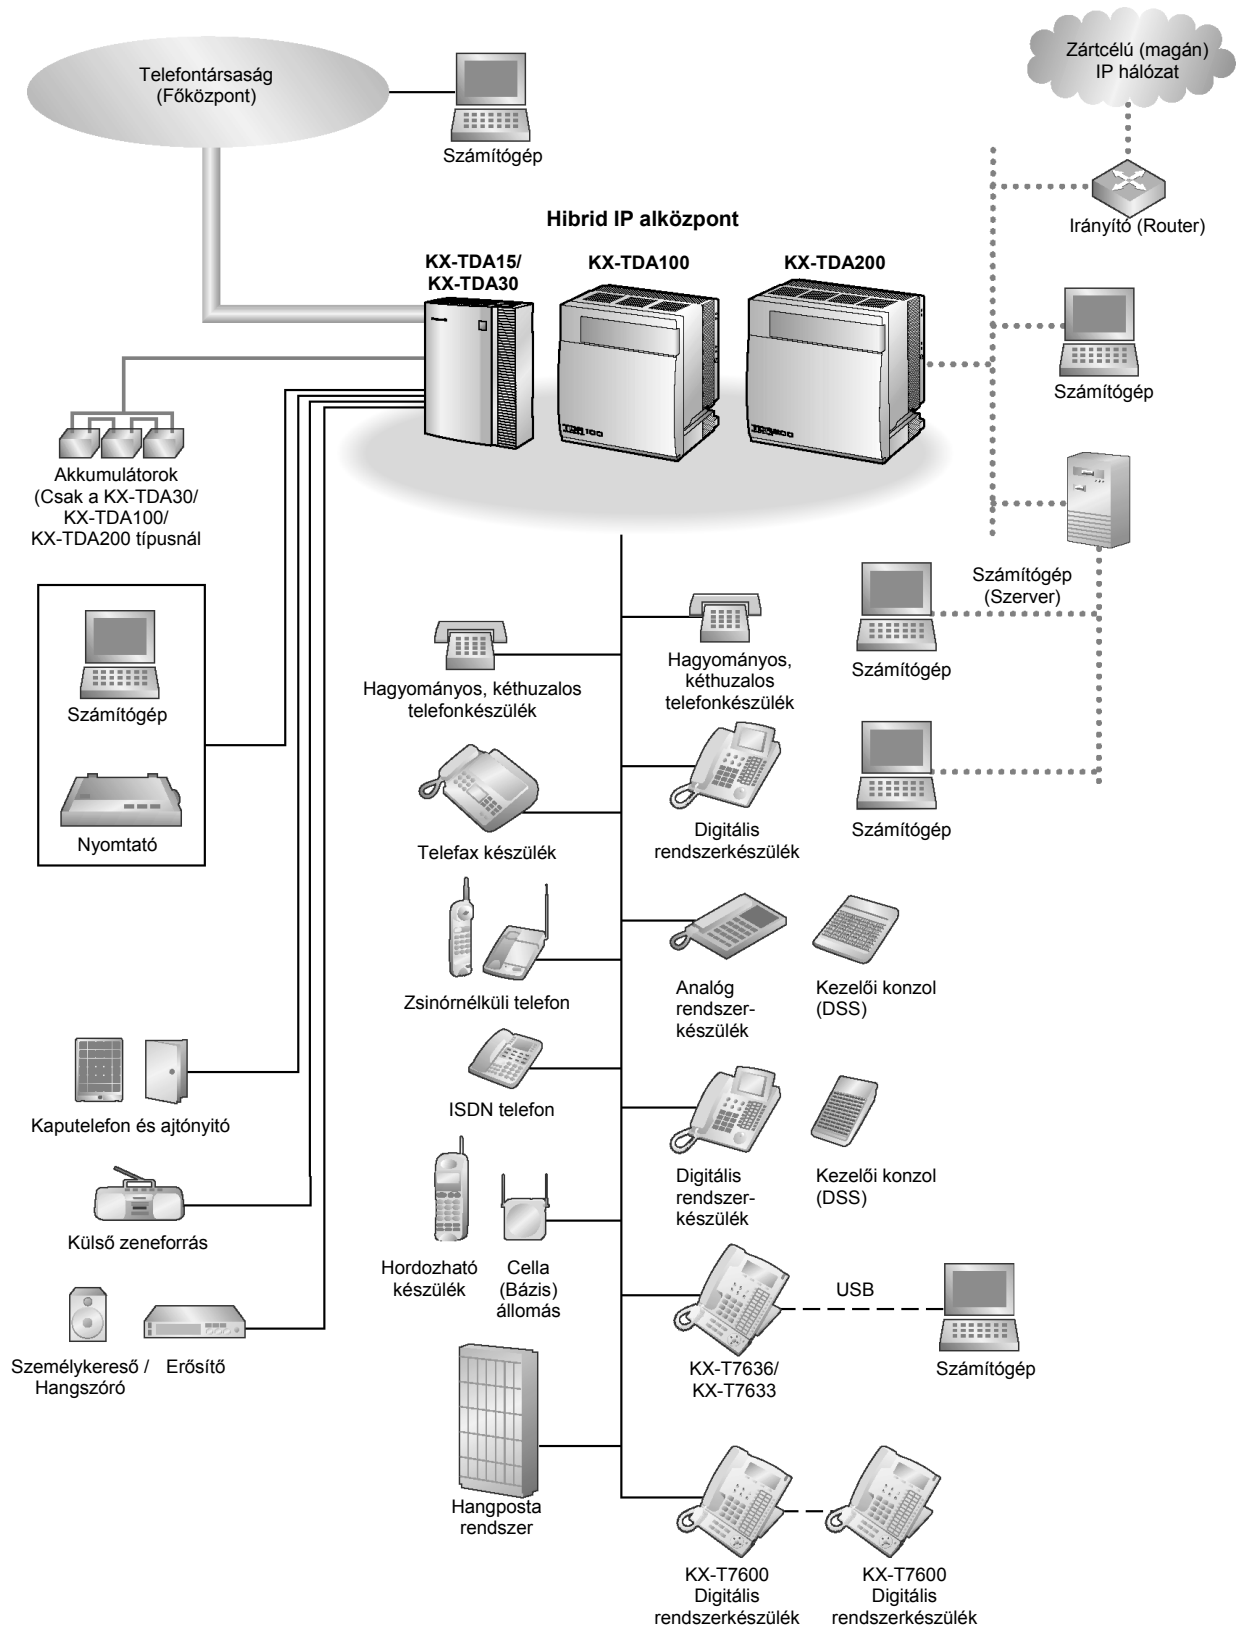 Telefontársaság
(Főközpont)
Számítógép
Zártcélú (magán)
IP hálózat
Irányító (Router)
Hibrid IP alközpont
KX-TDA15/
KX-TDA30
KX-TDA100
KX-TDA200
Számítógép
Akkumulátorok
(Csak a KX-TDA30/
KX-TDA100/
KX-TDA200 típusnál
Számítógép
(Szerver)
Számítógép
Nyomtató
Hagyományos, kéthuzalos
telefonkészülék
Hagyományos,
kéthuzalos
telefonkészülék
Számítógép
Telefax készülék
Digitális
rendszerkészülék
Számítógép
Zsinórnélküli telefon
Analóg
rendszer-
készülék
Kezelői konzol
(DSS)
Kaputelefon és ajtónyitó
ISDN telefon
Digitális
rendszer-
készülék
Kezelői konzol
(DSS)
Külső zeneforrás
Hordozható
készülék
Cella
(Bázis)
állomás
USB
Személykereső /
Hangszóró
Erősítő
KX-T7636/
KX-T7633
Számítógép
Hangposta
rendszer
KX-T7600
Digitális
rendszerkészülék
KX-T7600
Digitális
rendszerkészülék